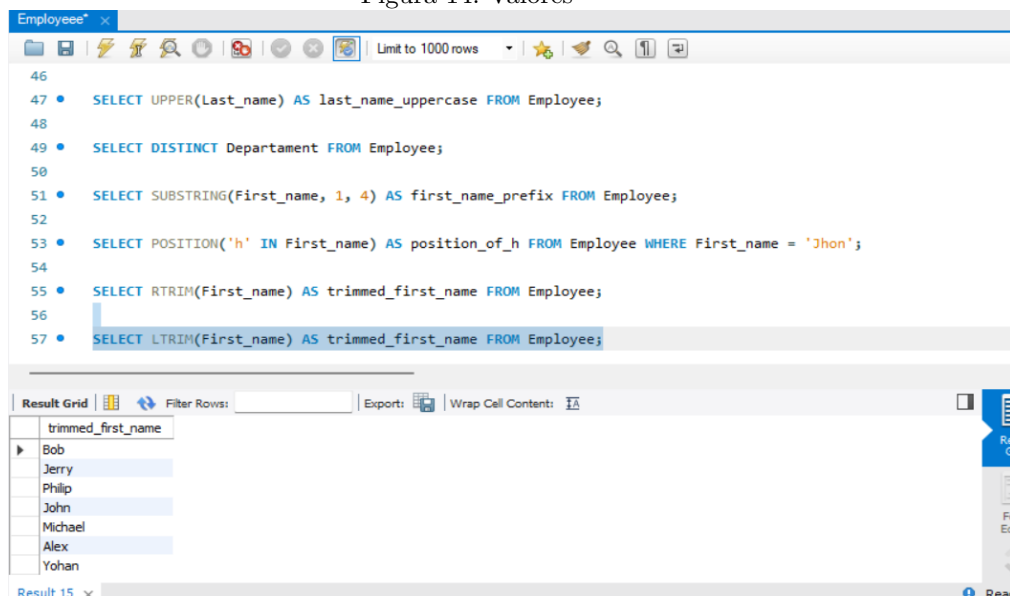 Employeee*
Limit to 1000 rows
46
47 SELECT UPPER(Last_name) AS last_name_uppercase FROM Employee;
48
49 SELECT DISTINCT Departament FROM Employee;
50
51 SELECT SUBSTRING(First_name, 1, 4) AS first_name_prefix FROM Employee;
52
53 SELECT POSITION('h' IN First_name) AS position_of_h FROM Employee WHERE First_name = 'Jhon';
54
55 SELECT RTRIM(First_name) AS trimmed_first_name FROM Employee;
56
57 SELECT LTRIM(First_name) AS trimmed_first_name FROM Employee;
Result Grid Filter Rows: Export: Wrap Cell Content:
trimmed_first_name
Bob
Jerry
Philip
John
Michael
Alex
Yohan
Result 15